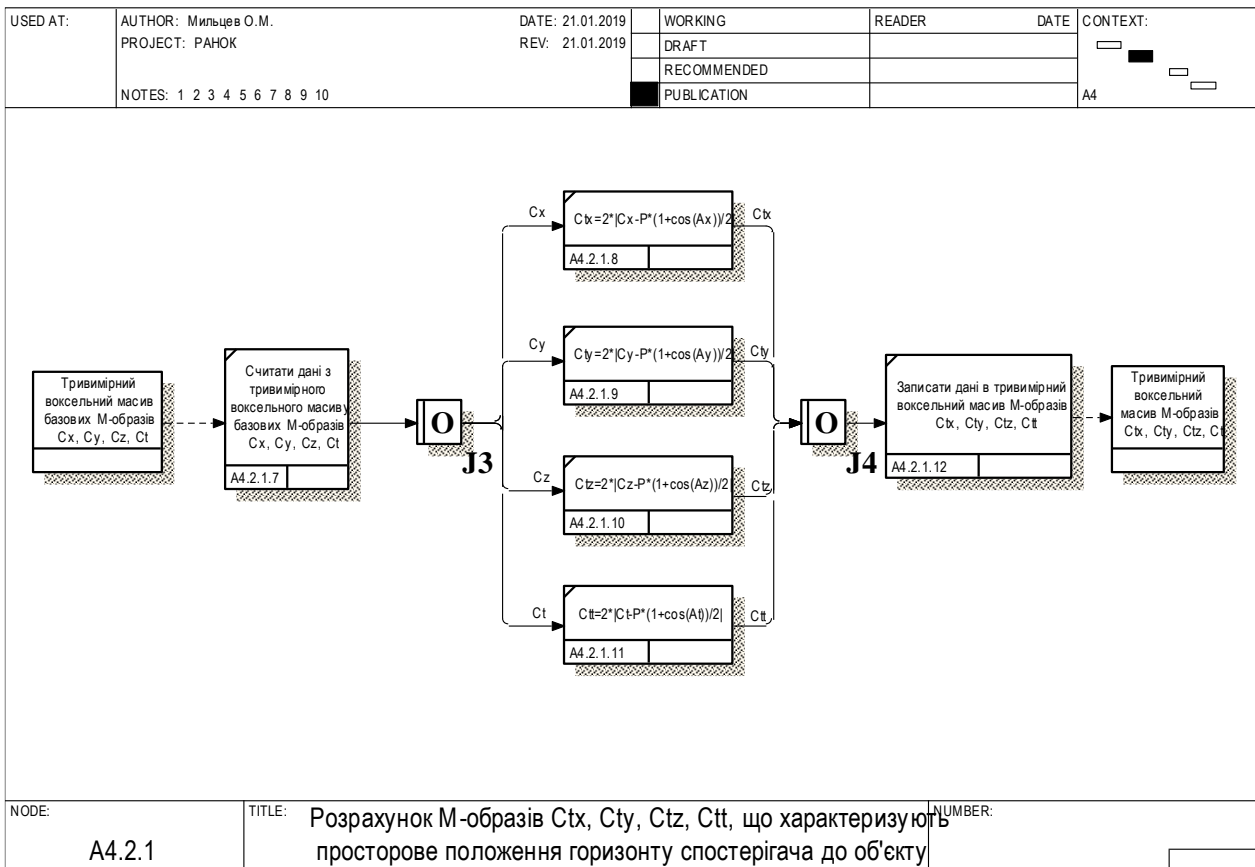 USED AT:
AUTHOR: Мильцев О.М.
DATE: 21.01.2019
PROJECT: РАНОК
REV: 21.01.2019
NOTES: 1 2 3 4 5 6 7 8 9 10
WORKING
DRAFT
RECOMMENDED
PUBLICATION
READER
DATE
CONTEXT:
A4
Тривимірний
воксельний масив
базових М-образів
Cx, Cy, Cz, Ct
Считати дані з
тривимірного
воксельного масиву
базових М-образів
Cx, Cy, Cz, Ct
A4.2.1.7
O
J3
Cx
Ctx=2*|Cx-P*(1+cos(Ax))/2
A4.2.1.8
Ctx
Cy
Cty=2*|Cy-P*(1+cos(Ay))/2
A4.2.1.9
Cty
Cz
Ctz=2*|Cz-P*(1+cos(Az))/2
A4.2.1.10
Ctz
Ct
Ctt=2*|Ct-P*(1+cos(At))/2|
A4.2.1.11
Ctt
O
J4
Записати дані в тривимірний
воксельний масив М-образів
Ctx, Cty, Ctz, Ctt
A4.2.1.12
Тривимірний
воксельний
масив М-образів
Ctx, Cty, Ctz, Ct
NODE:
A4.2.1
TITLE:
Розрахунок М-образів Ctx, Cty, Ctz, Ctt, що характеризують
просторове положення горизонту спостерігача до об'єкту
NUMBER: